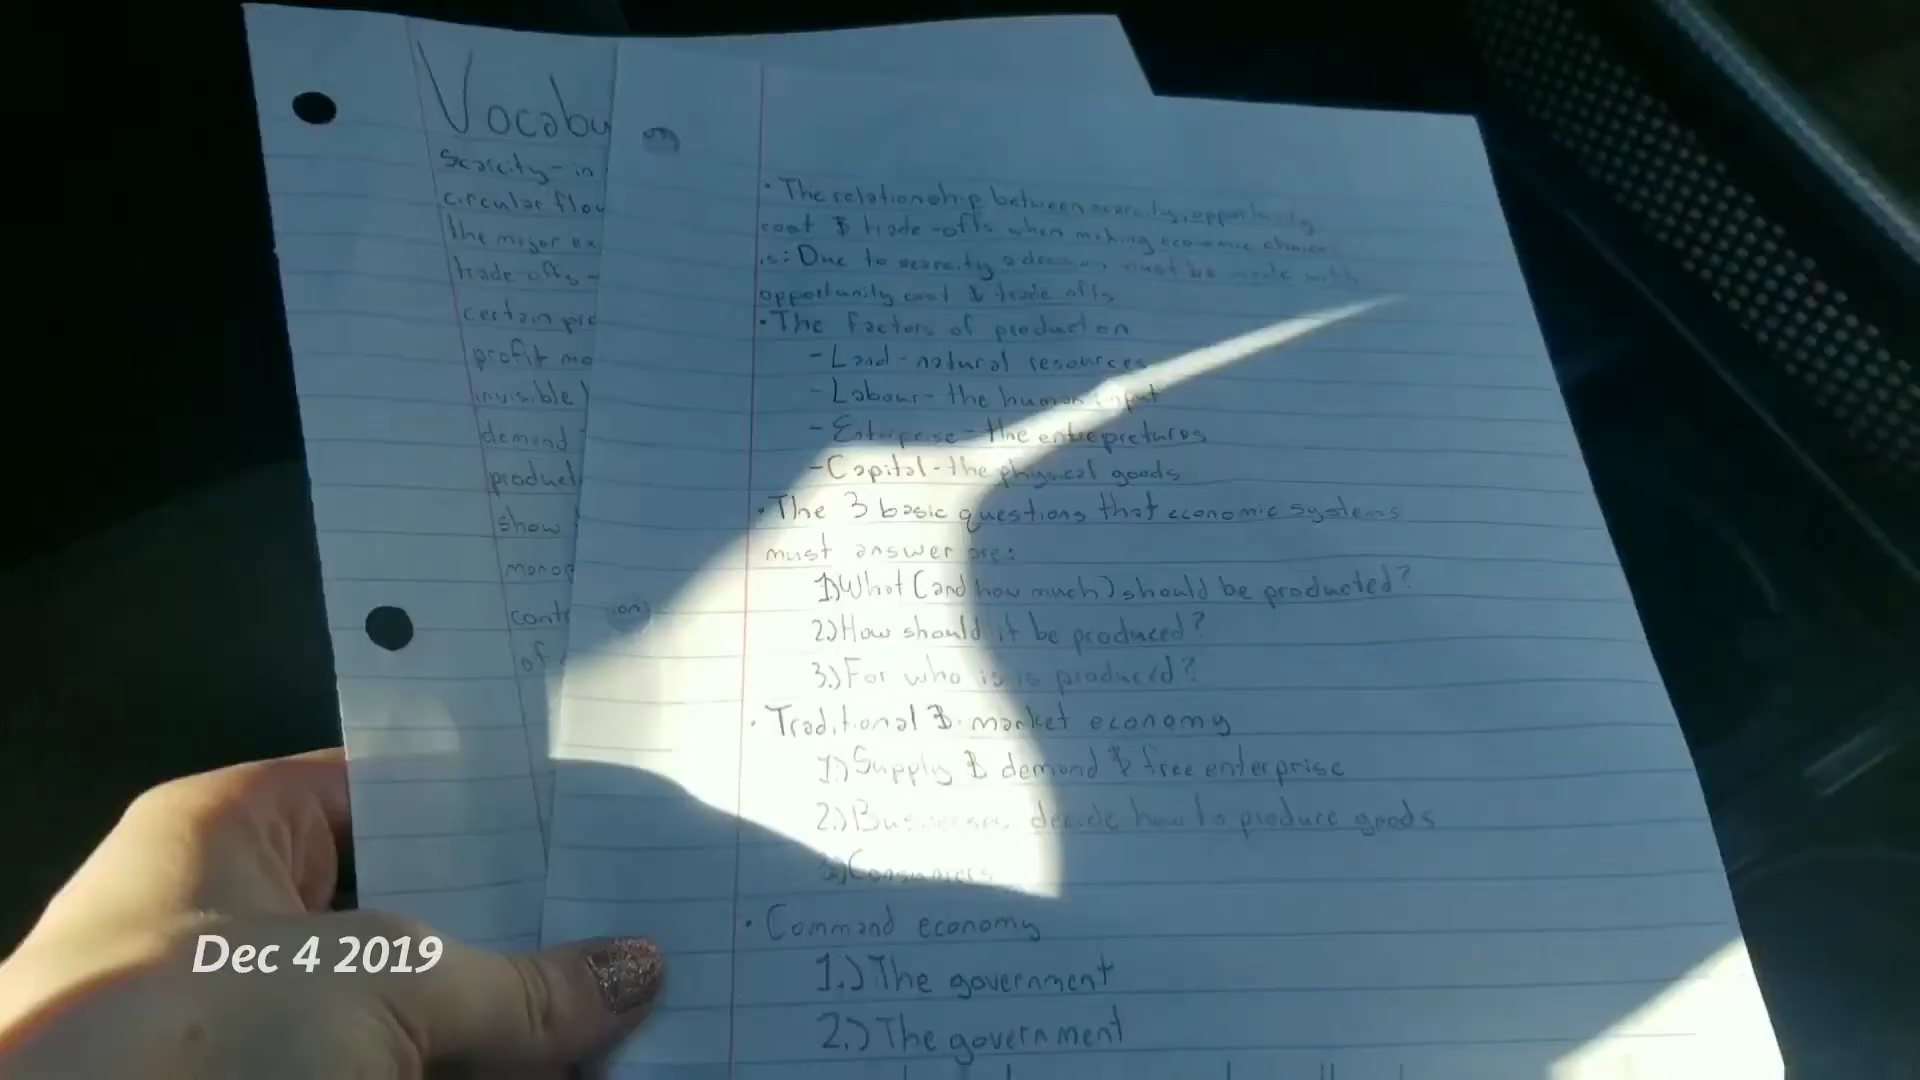 Vocabu
Scarcity - in
circular flow
the major ex
trade offs -
certain pro
profit mo
invisible
demand
product
show
monop
contr
of
• The relationship between scarcity, opportunity
cost & trade-offs when making economic choices
is: Due to scarcity a decision must be made with
opportunity cost & trade offs
• The factors of production
- Land - natural resources
- Labour - the human input
- Enterprise - the entrepretures
- Capital - the physical goods
• The 3 basic questions that economic systems
must answer are:
1.) What (and how much) should be producted?
2.) How should it be produced?
3.) For who is is produced?
• Traditional & market economy
1.) Supply & demand & free enterprise
2.) Businesses decide how to produce goods
3.) Consumers
• Command economy
1.) The government
2.) The government
Dec 4 2019